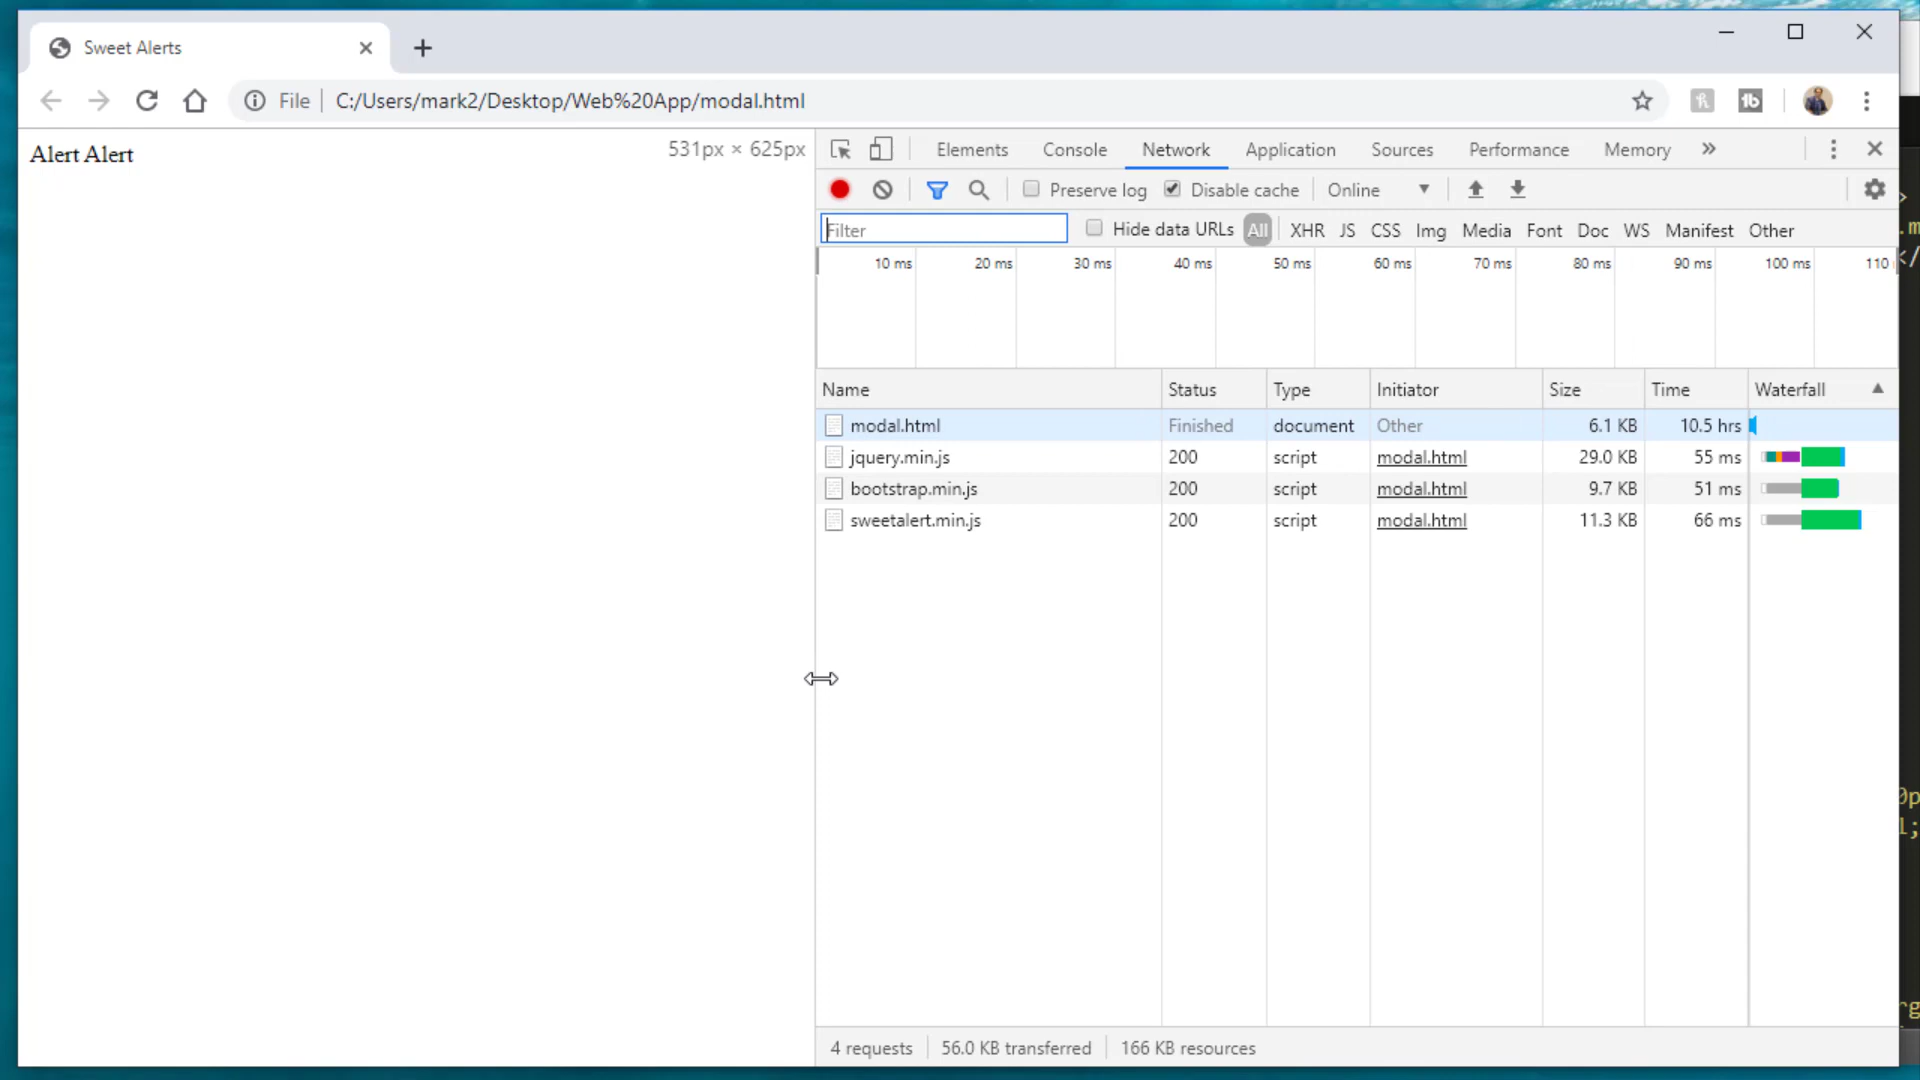 Sweet Alerts
File C:/Users/mark2/Desktop/Web%20App/modal.html
Alert Alert
531px × 625px
Elements Console Network Application Sources Performance Memory
Preserve log Disable cache Online
Filter Hide data URLs All XHR JS CSS Img Media Font Doc WS Manifest Other
10 ms 20 ms 30 ms 40 ms 50 ms 60 ms 70 ms 80 ms 90 ms 100 ms 110
Name Status Type Initiator Size Time Waterfall
modal.html Finished document Other 6.1 KB 10.5 hrs
jquery.min.js 200 script modal.html 29.0 KB 55 ms
bootstrap.min.js 200 script modal.html 9.7 KB 51 ms
sweetalert.min.js 200 script modal.html 11.3 KB 66 ms
4 requests 56.0 KB transferred 166 KB resources